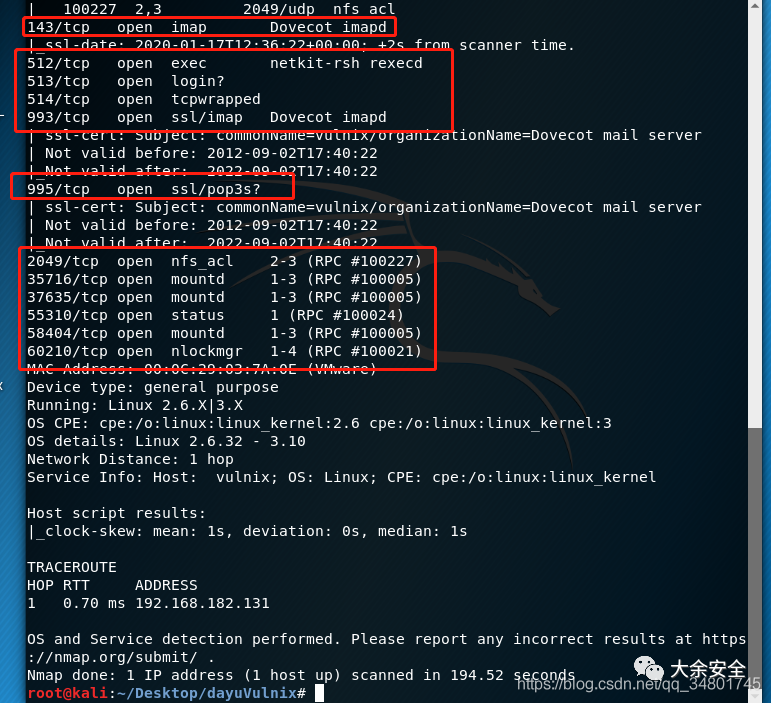 |   100227  2,3         2049/udp  nfs_acl
143/tcp   open  imap       Dovecot imapd
|_ssl-date: 2020-01-17T12:36:22+00:00; +2s from scanner time.
512/tcp   open  exec       netkit-rsh rexecd
513/tcp   open  login?
514/tcp   open  tcpwrapped
993/tcp   open  ssl/imap   Dovecot imapd
| ssl-cert: Subject: commonName=vulnix/organizationName=Dovecot mail server
| Not valid before: 2012-09-02T17:40:22
|_Not valid after:  2022-09-02T17:40:22
995/tcp   open  ssl/pop3s?
| ssl-cert: Subject: commonName=vulnix/organizationName=Dovecot mail server
| Not valid before: 2012-09-02T17:40:22
|_Not valid after:  2022-09-02T17:40:22
2049/tcp  open  nfs_acl    2-3 (RPC #100227)
35716/tcp open  mountd     1-3 (RPC #100005)
37635/tcp open  mountd     1-3 (RPC #100005)
55310/tcp open  status     1 (RPC #100024)
58404/tcp open  mountd     1-3 (RPC #100005)
60210/tcp open  nlockmgr   1-4 (RPC #100021)
MAC Address: 00:0C:29:03:7A:0E (VMware)
Device type: general purpose
Running: Linux 2.6.X|3.X
OS CPE: cpe:/o:linux:linux_kernel:2.6 cpe:/o:linux:linux_kernel:3
OS details: Linux 2.6.32 - 3.10
Network Distance: 1 hop
Service Info: Host:  vulnix; OS: Linux; CPE: cpe:/o:linux:linux_kernel

Host script results:
|_clock-skew: mean: 1s, deviation: 0s, median: 1s

TRACEROUTE
HOP RTT     ADDRESS
1   0.70 ms 192.168.182.131

OS and Service detection performed. Please report any incorrect results at https
://nmap.org/submit/ .
Nmap done: 1 IP address (1 host up) scanned in 194.52 seconds
大余安全
root@kali:~/Desktop/dayuVulnix#
https://blog.csdn.net/qq_34801745